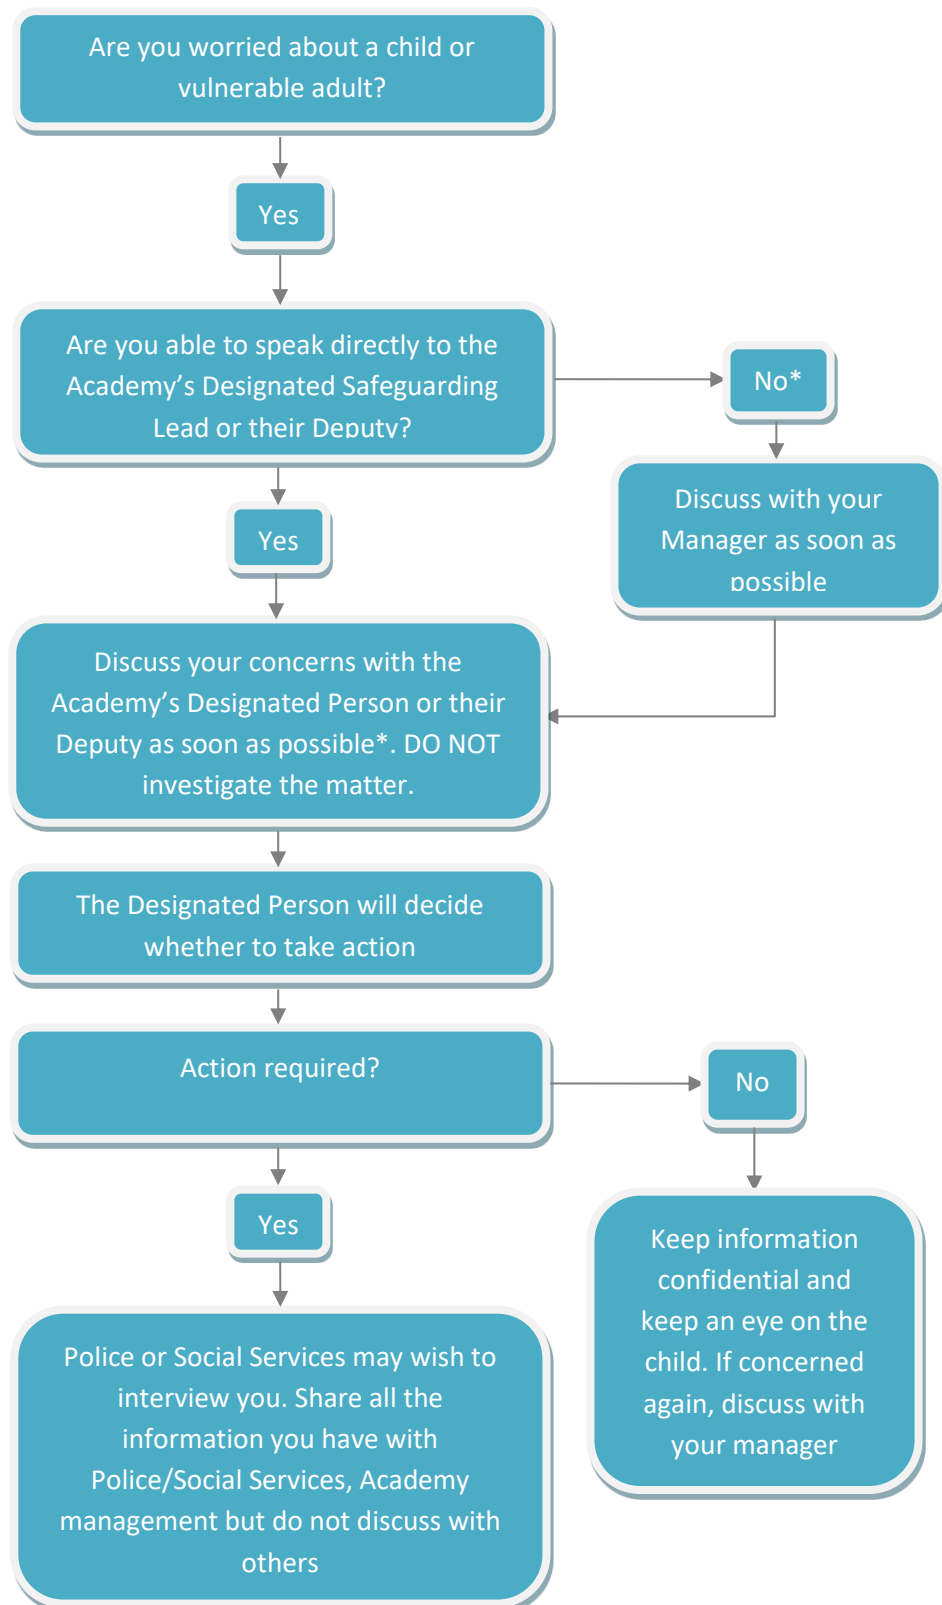 Are you worried about a child or
vulnerable adult?
Yes
Are you able to speak directly to the
Academy's Designated Safeguarding
Lead or their Deputy?
No*
Discuss with your
Manager as soon as
possible
Yes
Discuss your concerns with the
Academy's Designated Person or their
Deputy as soon as possible*. DO NOT
investigate the matter.
The Designated Person will decide
whether to take action
Action required?
No
Yes
Keep information
confidential and
keep an eye on the
child. If concerned
again, discuss with
your manager
Police or Social Services may wish to
interview you. Share all the
information you have with
Police/Social Services, Academy
management but do not discuss with
others